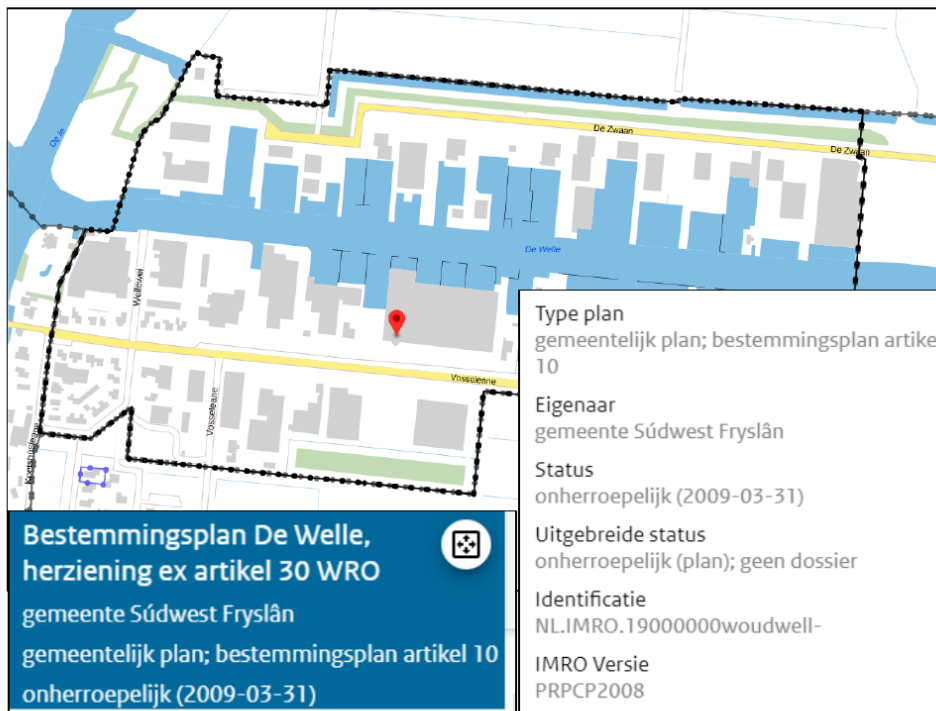 De Zwaan
De Zwaan
De Ie
De Welle
Wellewei
Vosseleane
Vosseleane
Bestemmingsplan De Welle,
herziening ex artikel 30 WRO
gemeente Súdwest Fryslân
gemeentelijk plan; bestemmingsplan artikel 10
onherroepelijk (2009-03-31)
Type plan
gemeentelijk plan; bestemmingsplan artike
10
Eigenaar
gemeente Súdwest Fryslân
Status
onherroepelijk (2009-03-31)
Uitgebreide status
onherroepelijk (plan); geen dossier
Identificatie
NL.IMRO.19000000woudwell-
IMRO Versie
PRPCP2008